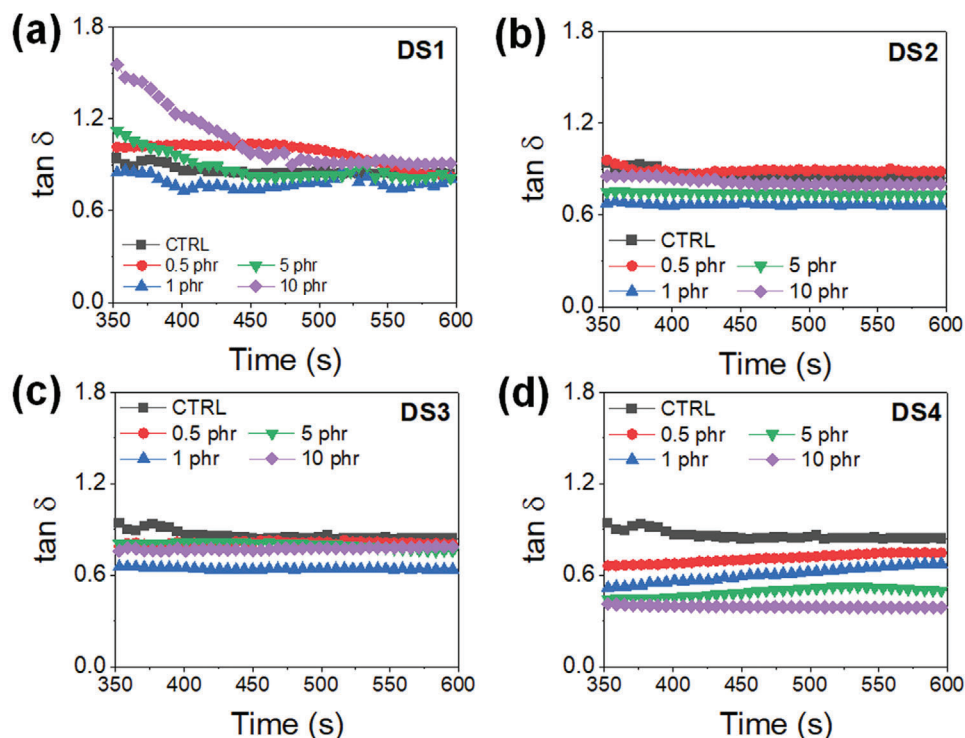 (a)
DS1
tan δ
1.8
1.2
0.6
0.0
CTRL
0.5 phr 5 phr
1 phr 10 phr
350 400 450 500 550 600
Time (s)
(b)
DS2
tan δ
1.8
1.2
0.6
0.0
CTRL
0.5 phr 5 phr
1 phr 10 phr
350 400 450 500 550 600
Time (s)
(c)
DS3
tan δ
1.8
1.2
0.6
0.0
CTRL
0.5 phr 5 phr
1 phr 10 phr
350 400 450 500 550 600
Time (s)
(d)
DS4
tan δ
1.8
1.2
0.6
0.0
CTRL
0.5 phr 5 phr
1 phr 10 phr
350 400 450 500 550 600
Time (s)